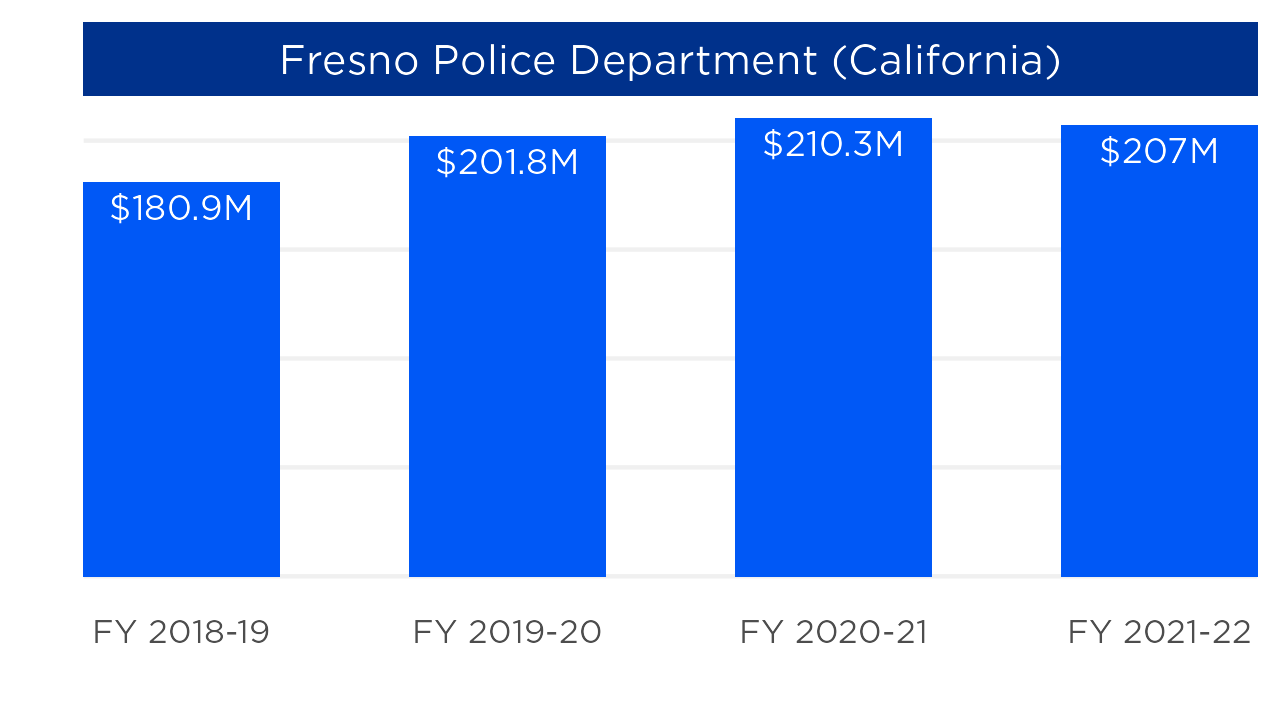 Fresno Police Department (California)
$180.9M
$201.8M
$210.3M
$207M
FY 2018-19
FY 2019-20
FY 2020-21
FY 2021-22